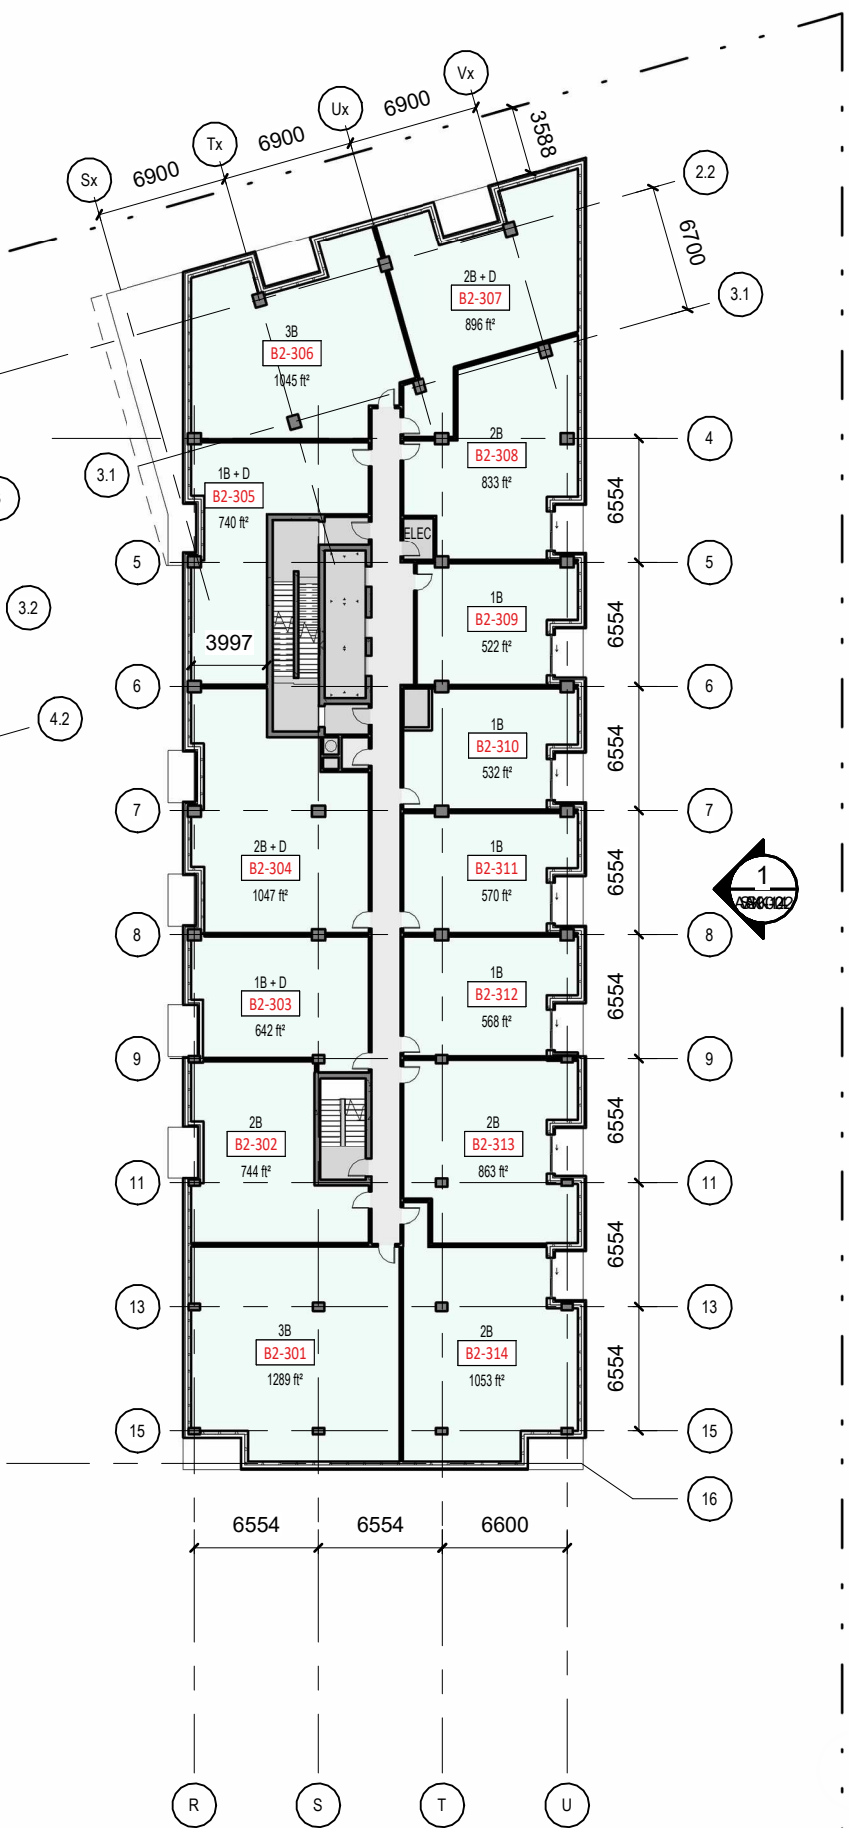 Vx
Ux
6900
Tx
6900
3588
Sx
6900
2.2
6700
2B + D
B2-307
896 ft²
3.1
3B
B2-306
1045 ft²
4
2B
B2-308
833 ft²
3.1
1B + D
B2-305
740 ft²
6554
ELEC
5
5
1B
B2-309
522 ft²
3.2
6554
3997
6
6
4.2
1B
B2-310
532 ft²
6554
7
7
2B + D
B2-304
1047 ft²
1B
B2-311
570 ft²
6554
1
8
8
1B + D
B2-303
642 ft²
1B
B2-312
568 ft²
6554
9
9
2B
B2-302
744 ft²
2B
B2-313
863 ft²
6554
11
11
6554
13
13
3B
B2-301
1289 ft²
2B
B2-314
1053 ft²
6554
15
15
16
6554
6554
6600
R
S
T
U